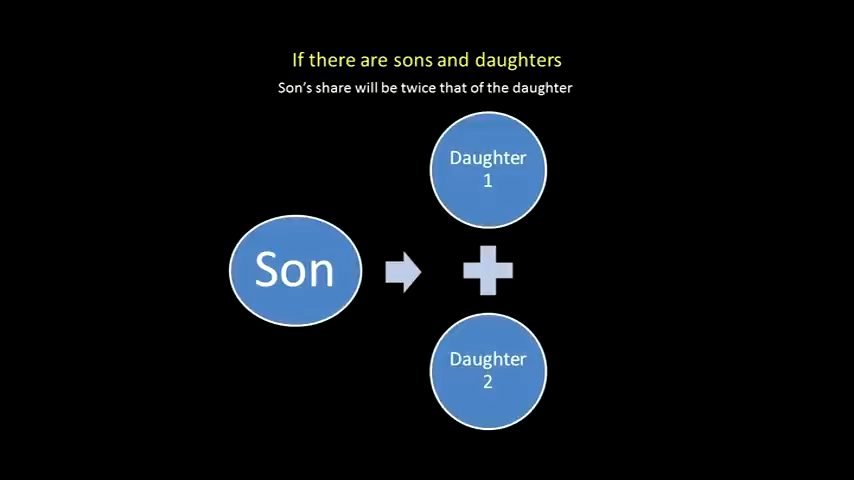 If there are sons and daughters
Son's share will be twice that of the daughter
Daughter
1
Son
Daughter
2